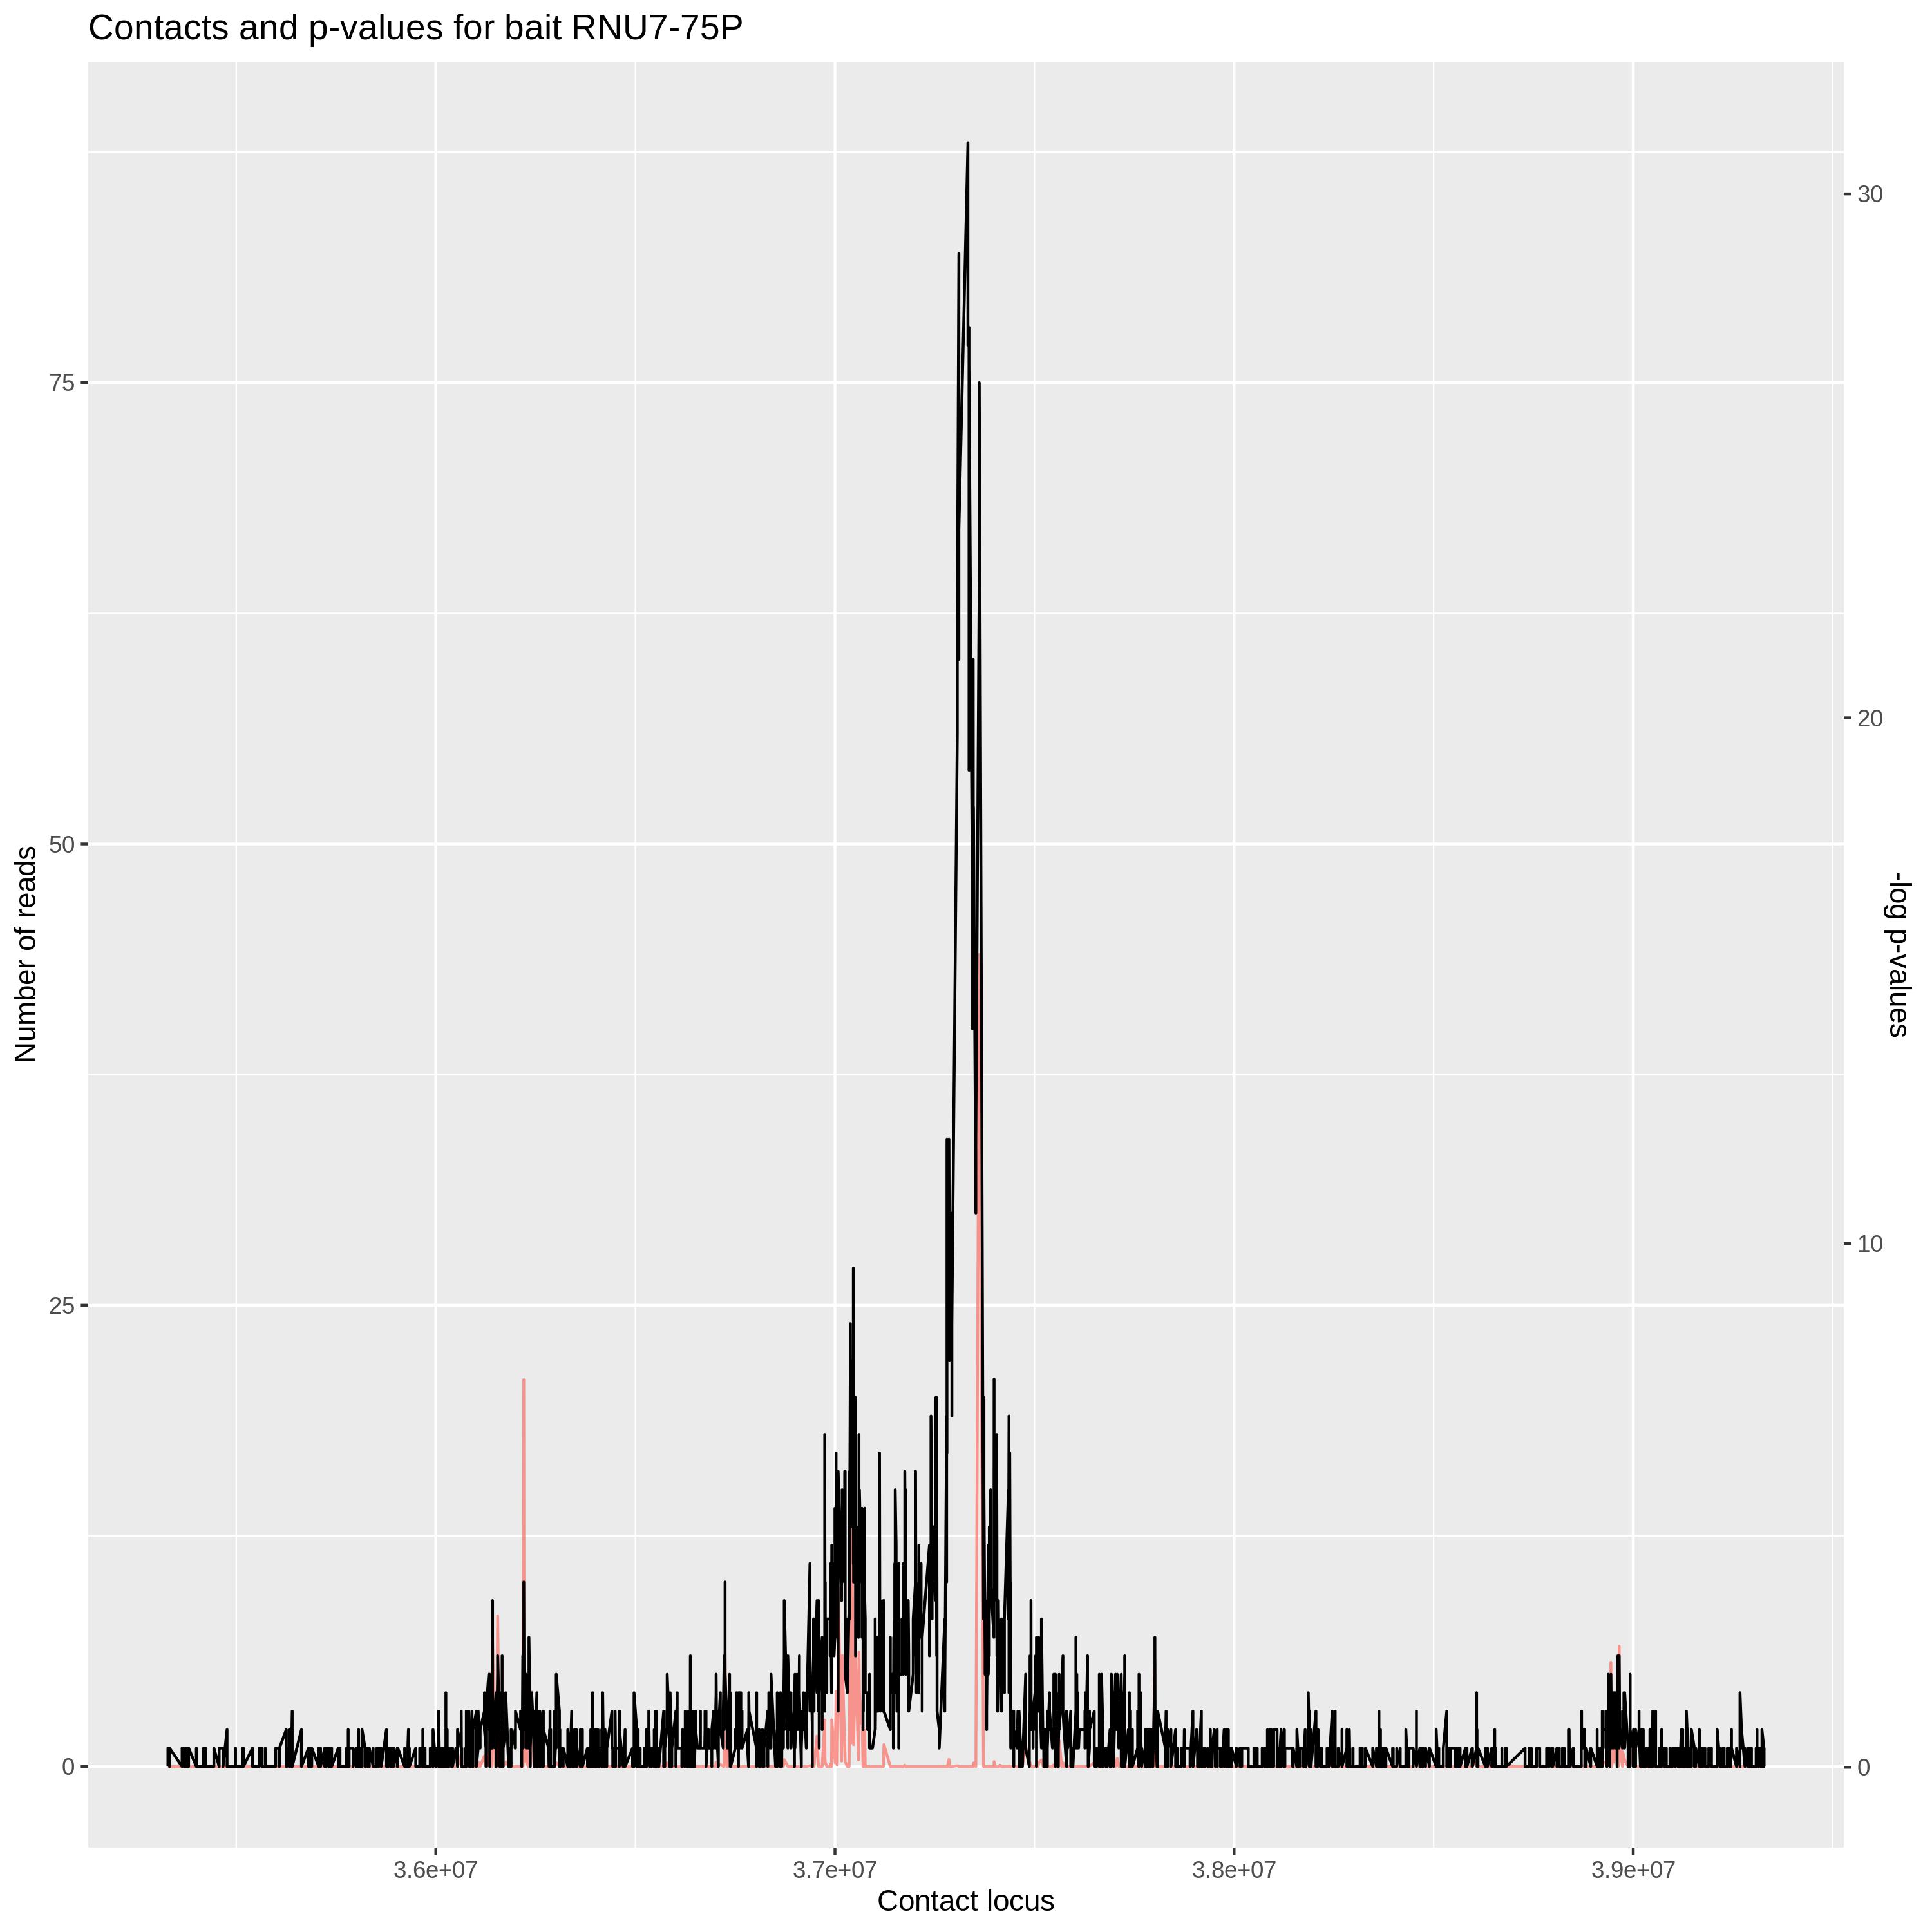 Contacts and p-values for bait RNU7-75P
30
75
20
50
Number of reads
-log p-values
10
25
0
0
3.6e+07
3.7e+07
3.8e+07
3.9e+07
Contact locus